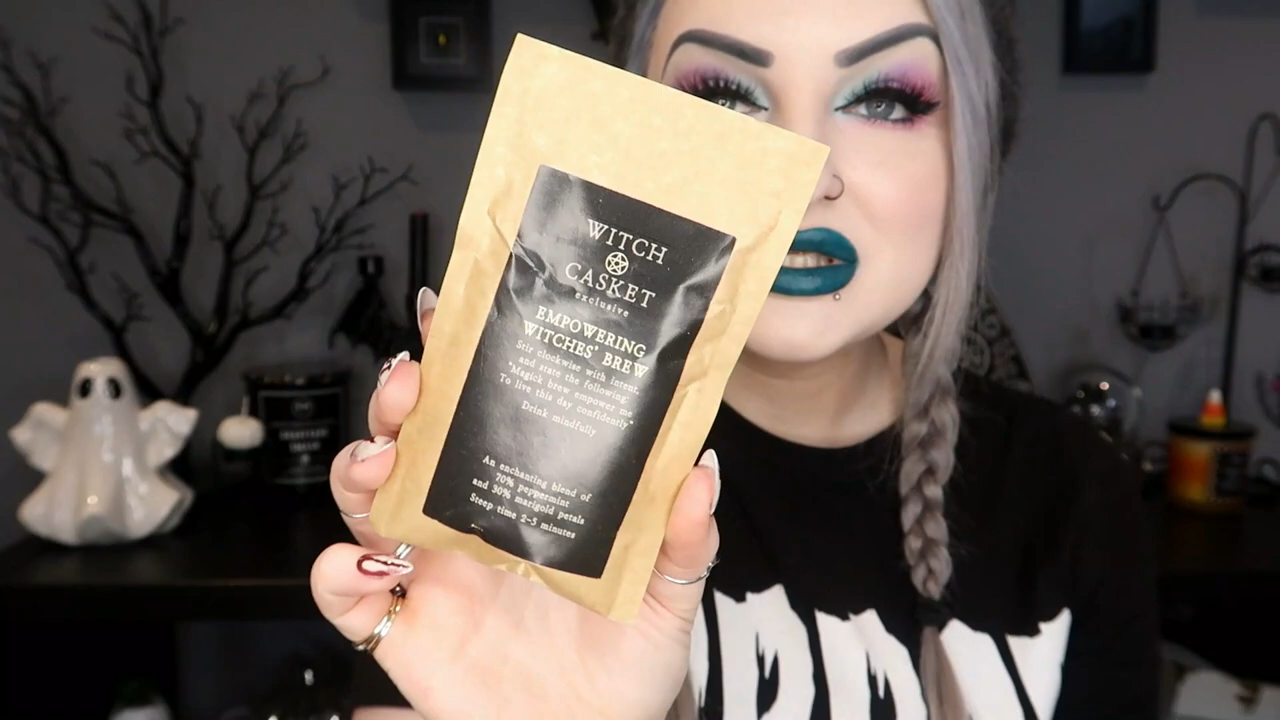 WITCH
CASKET
exclusive
EMPOWERING
WITCHES' BREW
Stir clockwise with intent,
and state the following:
"Magick brew empower me
To live this day confidently"
Drink mindfully
An enchanting blend of
70% peppermint
and 30% marigold petals
Steep time 2-5 minutes